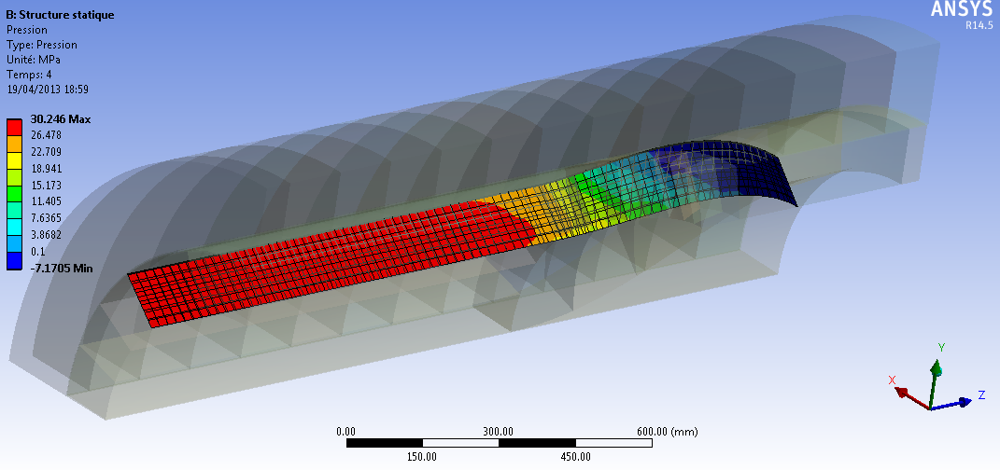 B: Structure statique
Pression
Type: Pression
Unité: MPa
Temps: 4
19/04/2013 18:59
30.246 Max
26.478
22.709
18.941
15.173
11.405
7.6365
3.8682
0.1
-7.1705 Min
ANSYS
R14.5
Y
X
Z
0.00
300.00
600.00 (mm)
150.00
450.00